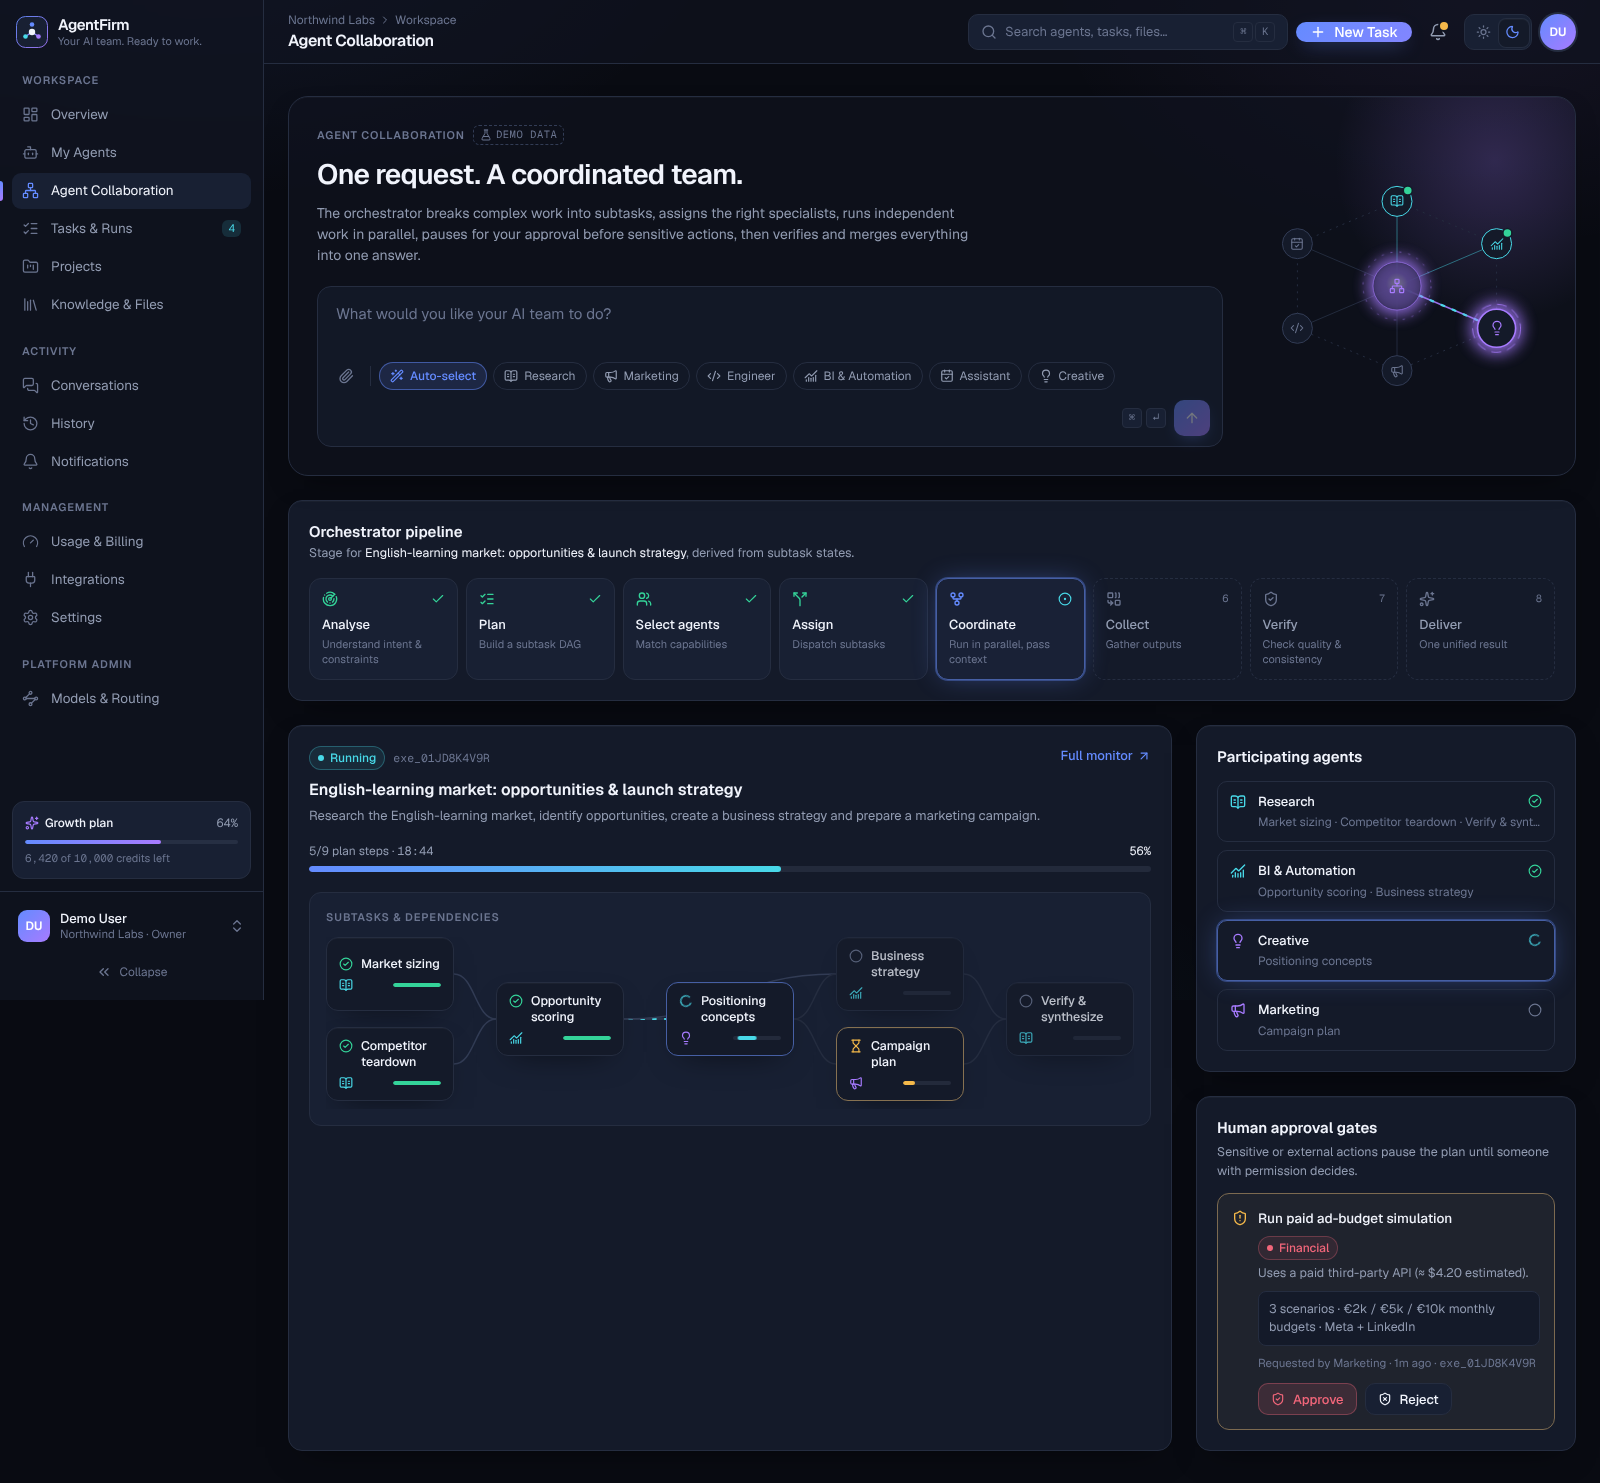 AgentFirm
Your AI team. Ready to work.
WORKSPACE
Overview
My Agents
Agent Collaboration
Tasks & Runs
4
Projects
Knowledge & Files
ACTIVITY
Conversations
History
Notifications
MANAGEMENT
Usage & Billing
Integrations
Settings
PLATFORM ADMIN
Models & Routing
Growth plan
64%
6,420 of 10,000 credits left
DU
Demo User
Northwind Labs · Owner
Collapse
Northwind Labs > Workspace
Agent Collaboration
Search agents, tasks, files...
⌘ K
New Task
DU
AGENT COLLABORATION
DEMO DATA
One request. A coordinated team.
The orchestrator breaks complex work into subtasks, assigns the right specialists, runs independent
work in parallel, pauses for your approval before sensitive actions, then verifies and merges everything
into one answer.
What would you like your AI team to do?
Auto-select
Research
Marketing
Engineer
BI & Automation
Assistant
Creative
⌘ ↵
Orchestrator pipeline
Stage for English-learning market: opportunities & launch strategy, derived from subtask states.
Analyse
Understand intent &
constraints
Plan
Build a subtask DAG
Select agents
Match capabilities
Assign
Dispatch subtasks
Coordinate
Run in parallel, pass
context
6
Collect
Gather outputs
7
Verify
Check quality &
consistency
8
Deliver
One unified result
Running
exe_01JD8K4V9R
Full monitor
English-learning market: opportunities & launch strategy
Research the English-learning market, identify opportunities, create a business strategy and prepare a marketing campaign.
5/9 plan steps · 18:44
56%
SUBTASKS & DEPENDENCIES
Market sizing
Competitor
teardown
Opportunity
scoring
Positioning
concepts
Business
strategy
Campaign
plan
Verify &
synthesize
Participating agents
Research
Market sizing · Competitor teardown · Verify & synt...
BI & Automation
Opportunity scoring · Business strategy
Creative
Positioning concepts
Marketing
Campaign plan
Human approval gates
Sensitive or external actions pause the plan until someone
with permission decides.
Run paid ad-budget simulation
Financial
Uses a paid third-party API (≈ $4.20 estimated).
3 scenarios · €2k / €5k / €10k monthly
budgets · Meta + LinkedIn
Requested by Marketing · 1m ago · exe_01JD8K4V9R
Approve
Reject